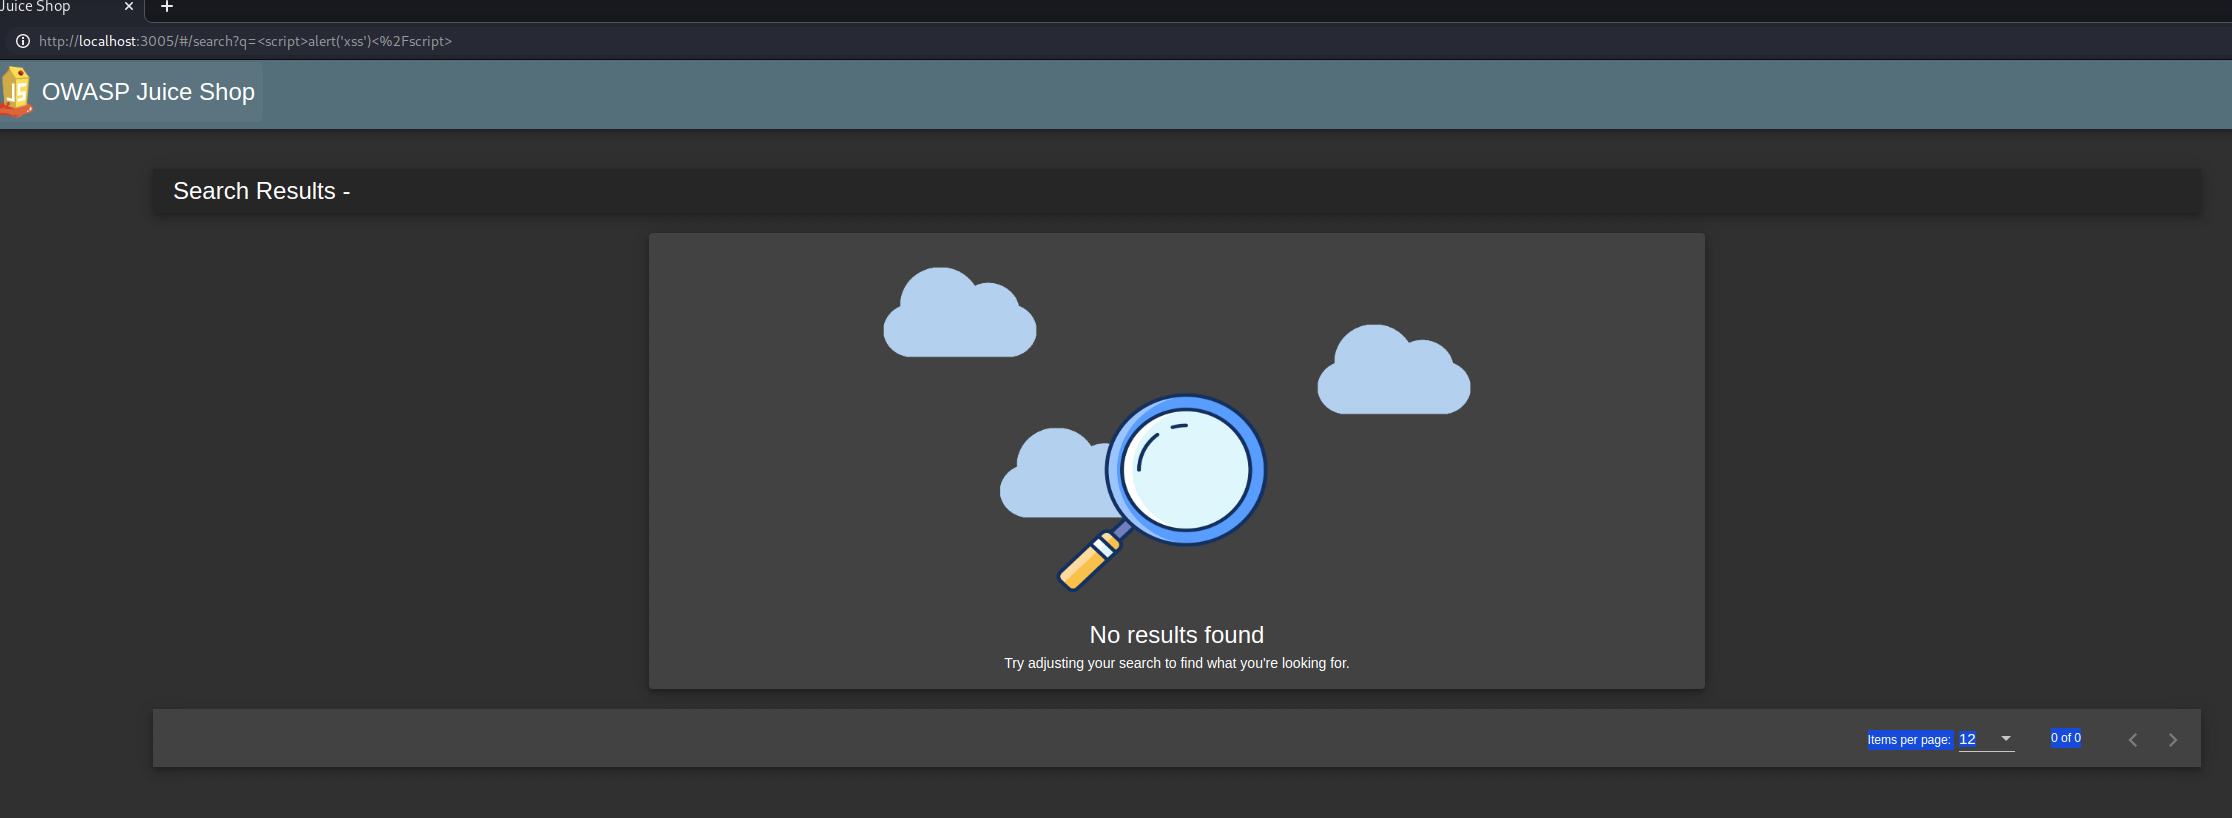 Juice Shop
http://localhost:3005/#/search?q=<script>alert('xss')<%2Fscript>
JS
OWASP Juice Shop
Search Results -
No results found
Try adjusting your search to find what you're looking for.
Items per page: 12 0 of 0